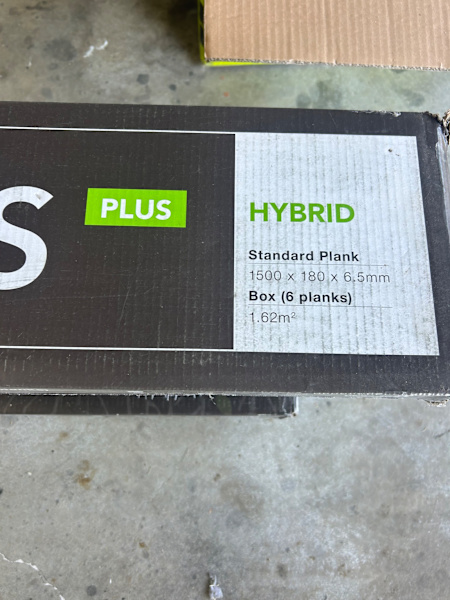 S
PLUS
HYBRID
Standard Plank
1500 x 180 x 6.5mm
Box (6 planks)
1.62m²